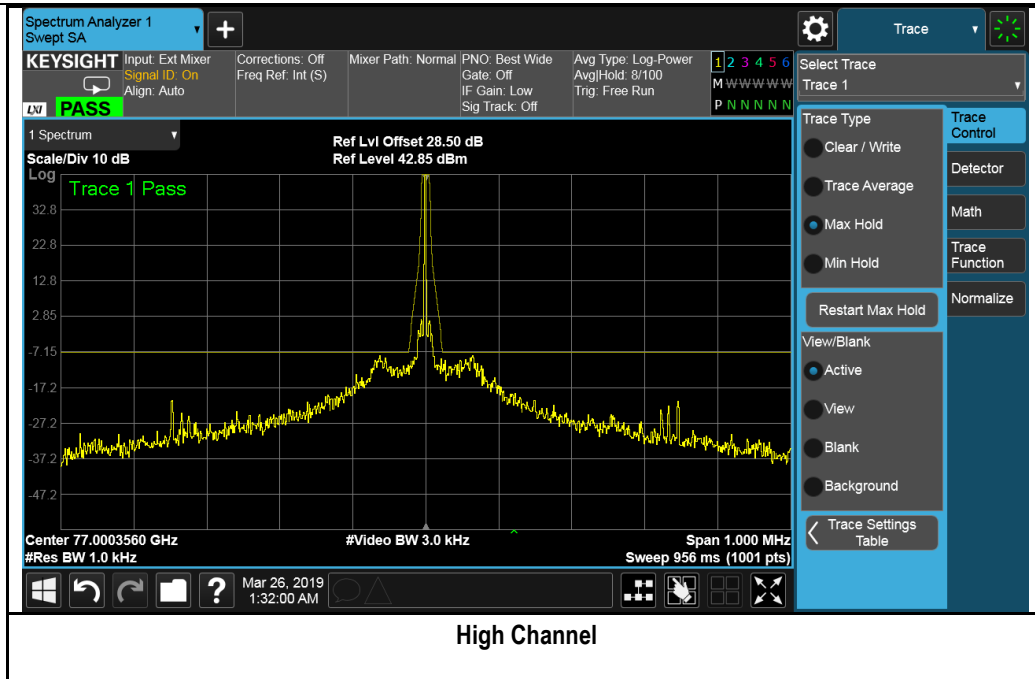 Spectrum Analyzer 1
Swept SA
+
Trace
KEYSIGHT
Input: Ext Mixer
Signal ID: On
Align: Auto
LXI PASS
Corrections: Off
Freq Ref: Int (S)
Mixer Path: Normal
PNO: Best Wide
Gate: Off
IF Gain: Low
Sig Track: Off
Avg Type: Log-Power
Avg|Hold: 8/100
Trig: Free Run
1 2 3 4 5 6
M W W W W W
P N N N N N
Select Trace
Trace 1
1 Spectrum
Scale/Div 10 dB
Ref Lvl Offset 28.50 dB
Ref Level 42.85 dBm
Log
Trace 1 Pass
32.8
22.8
12.8
2.85
-7.15
-17.2
-27.2
-37.2
-47.2
Center 77.0003560 GHz
#Res BW 1.0 kHz
#Video BW 3.0 kHz
Span 1.000 MHz
Sweep 956 ms (1001 pts)
Trace Type
Clear / Write
Trace Average
Max Hold
Min Hold
Restart Max Hold
View/Blank
Active
View
Blank
Background
Trace Settings
Table
Trace
Control
Detector
Math
Trace
Function
Normalize
?
Mar 26, 2019
1:32:00 AM
High Channel